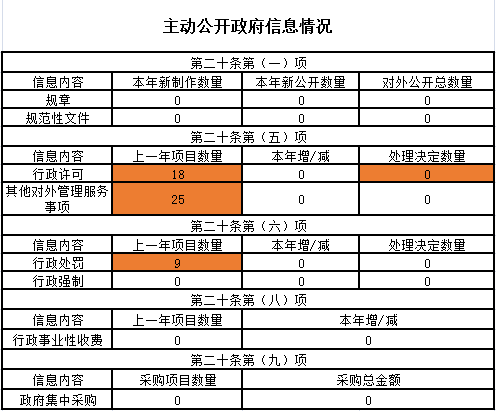 主动公开政府信息情况
第二十条第（一）项
信息内容 本年新制作数量 本年新公开数量 对外公开总数量
规章 0 0 0
规范性文件 0 0 0
第二十条第（五）项
信息内容 上一年项目数量 本年增/减 处理决定数量
行政许可 18 0 0
其他对外管理服务
事项 25 0 0
第二十条第（六）项
信息内容 上一年项目数量 本年增/减 处理决定数量
行政处罚 9 0 0
行政强制 0 0 0
第二十条第（八）项
信息内容 上一年项目数量 本年增/减
行政事业性收费 0 0
第二十条第（九）项
信息内容 采购项目数量 采购总金额
政府集中采购 0 0